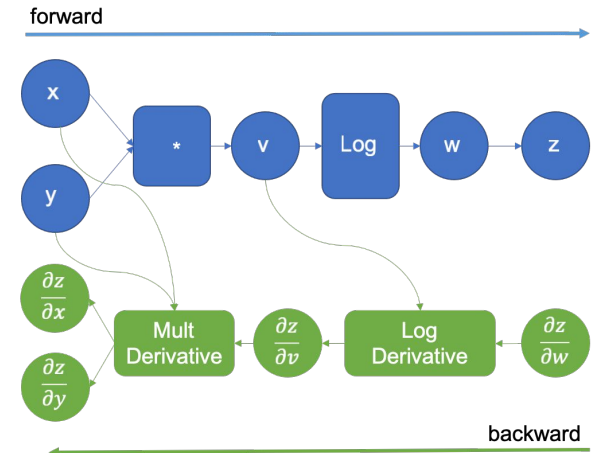 forward
x
* v Log w z
y
∂z/∂x
Mult Derivative
∂z/∂v
Log Derivative
∂z/∂w
∂z/∂y
backward